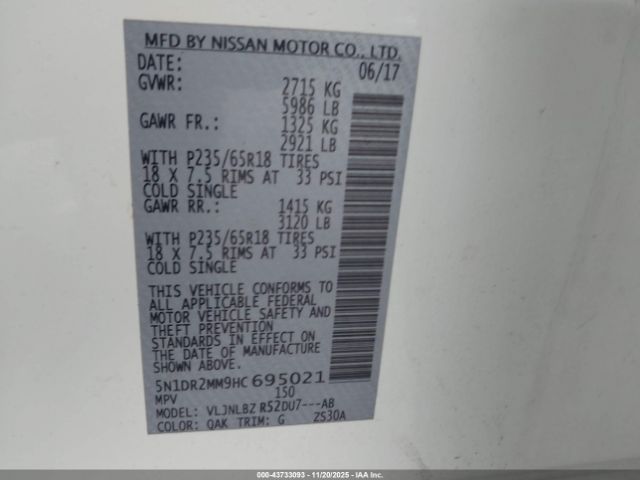 MFD BY NISSAN MOTOR CO., LTD.
DATE: 06/17
GVWR: 2715 KG
5986 LB
GAWR FR.: 1325 KG
2921 LB
WITH P235/65R18 TIRES
18 X 7.5 RIMS AT 33 PSI
COLD SINGLE
GAWR RR.: 1415 KG
3120 LB
WITH P235/65R18 TIRES
18 X 7.5 RIMS AT 33 PSI
COLD SINGLE
THIS VEHICLE CONFORMS TO
ALL APPLICABLE FEDERAL
MOTOR VEHICLE SAFETY AND
THEFT PREVENTION
STANDARDS IN EFFECT ON
THE DATE OF MANUFACTURE
SHOWN ABOVE.
5N1DR2MM9HC695021
MPV 150
MODEL: VLJNLBZ R52DU7---AB
COLOR: QAK TRIM: G ZS30A
000-43733093 - 11/20/2025 - IAA Inc.